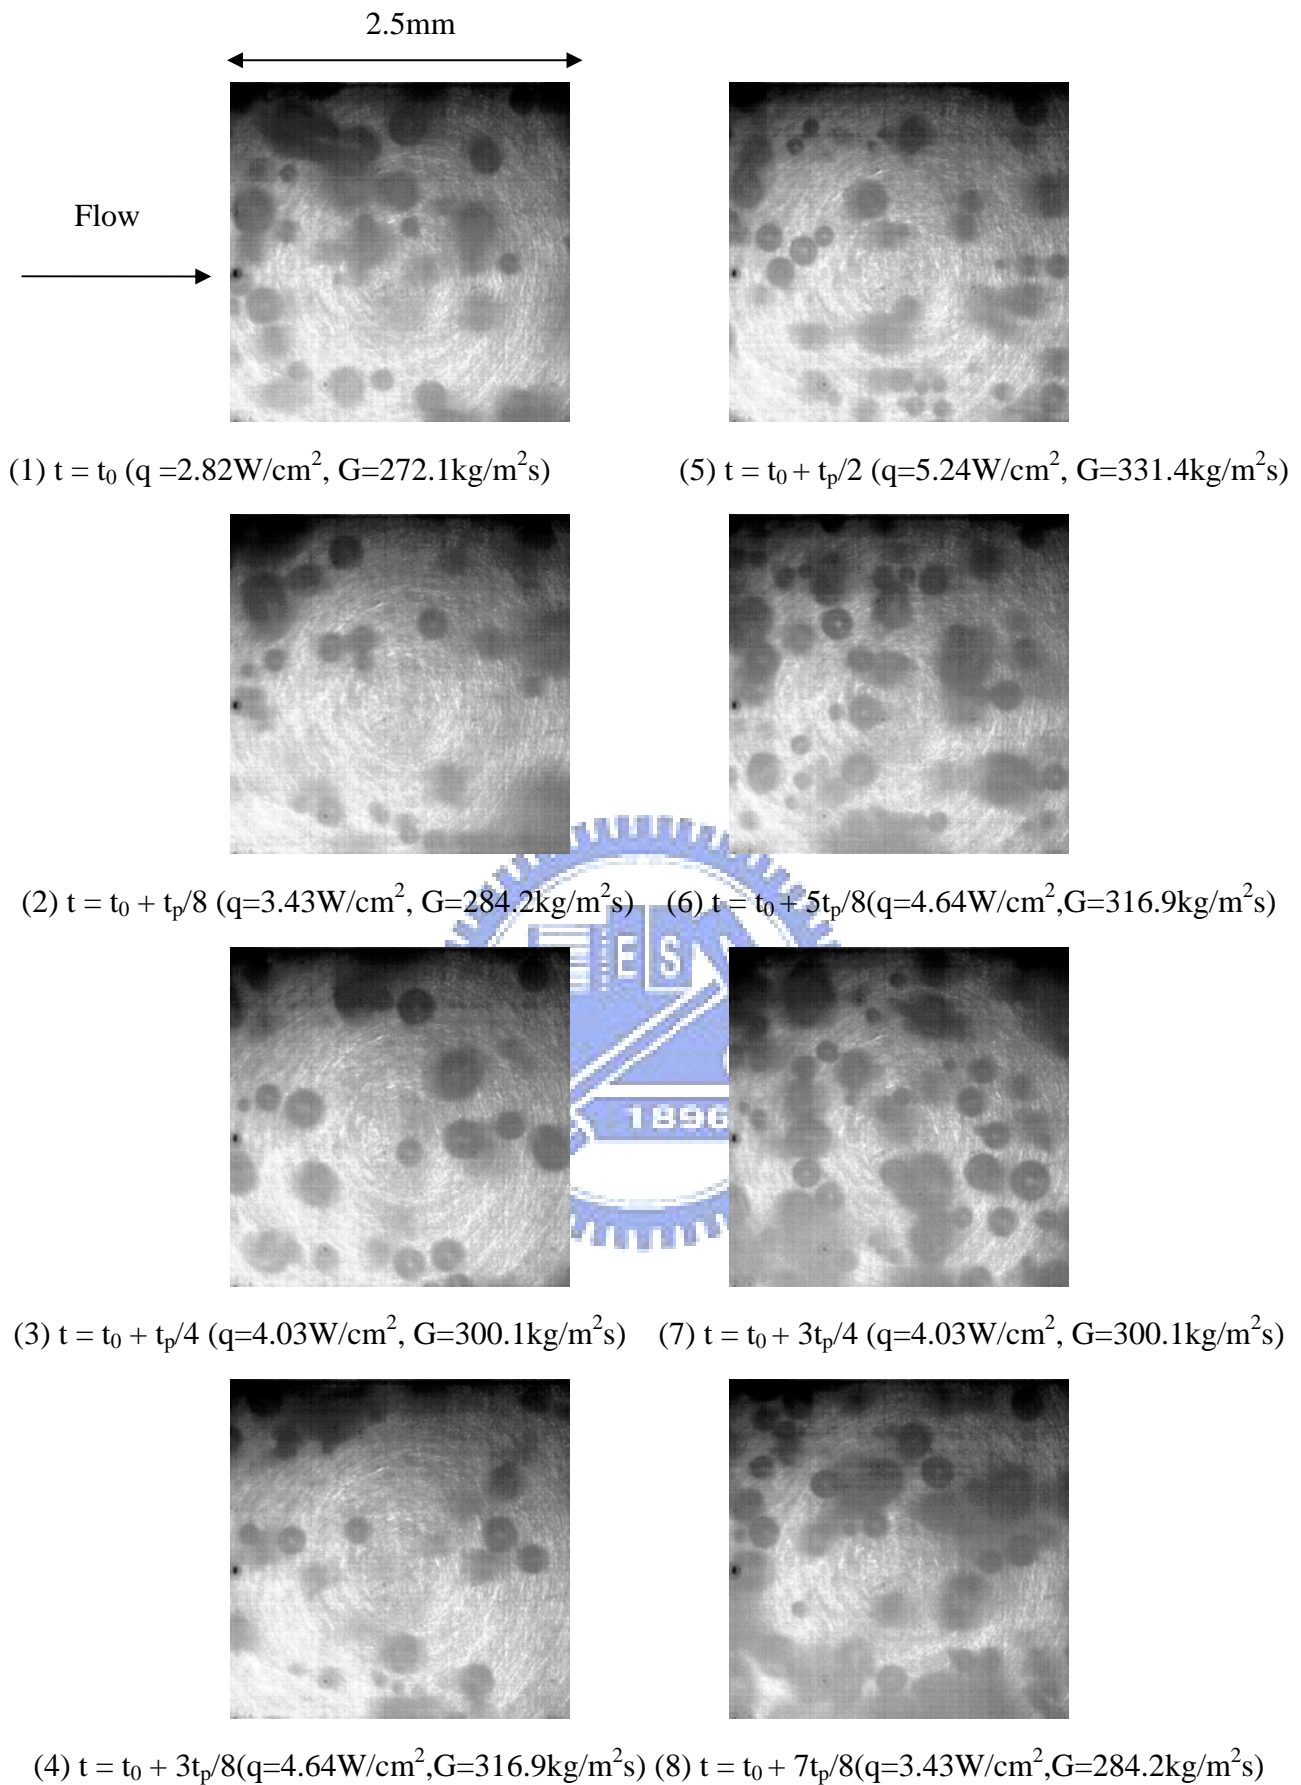 2.5mm
Flow
(1) t = t₀ (q =2.82W/cm², G=272.1kg/m²s)
(5) t = t₀ + tₚ/2 (q=5.24W/cm², G=331.4kg/m²s)
(2) t = t₀ + tₚ/8 (q=3.43W/cm², G=284.2kg/m²s)
(6) t = t₀ + 5tₚ/8(q=4.64W/cm²,G=316.9kg/m²s)
E S
1896
(3) t = t₀ + tₚ/4 (q=4.03W/cm², G=300.1kg/m²s)
(7) t = t₀ + 3tₚ/4 (q=4.03W/cm², G=300.1kg/m²s)
(4) t = t₀ + 3tₚ/8(q=4.64W/cm²,G=316.9kg/m²s)
(8) t = t₀ + 7tₚ/8(q=3.43W/cm²,G=284.2kg/m²s)